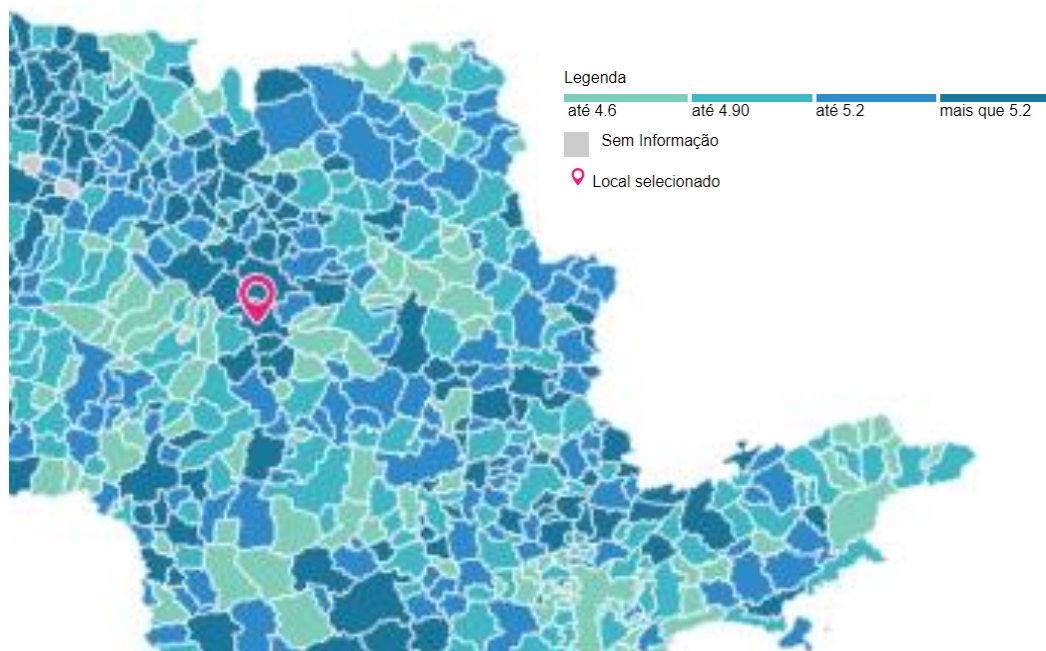 Legenda
até 4.6 até 4.90 até 5.2 mais que 5.2
Sem Informação
Local selecionado